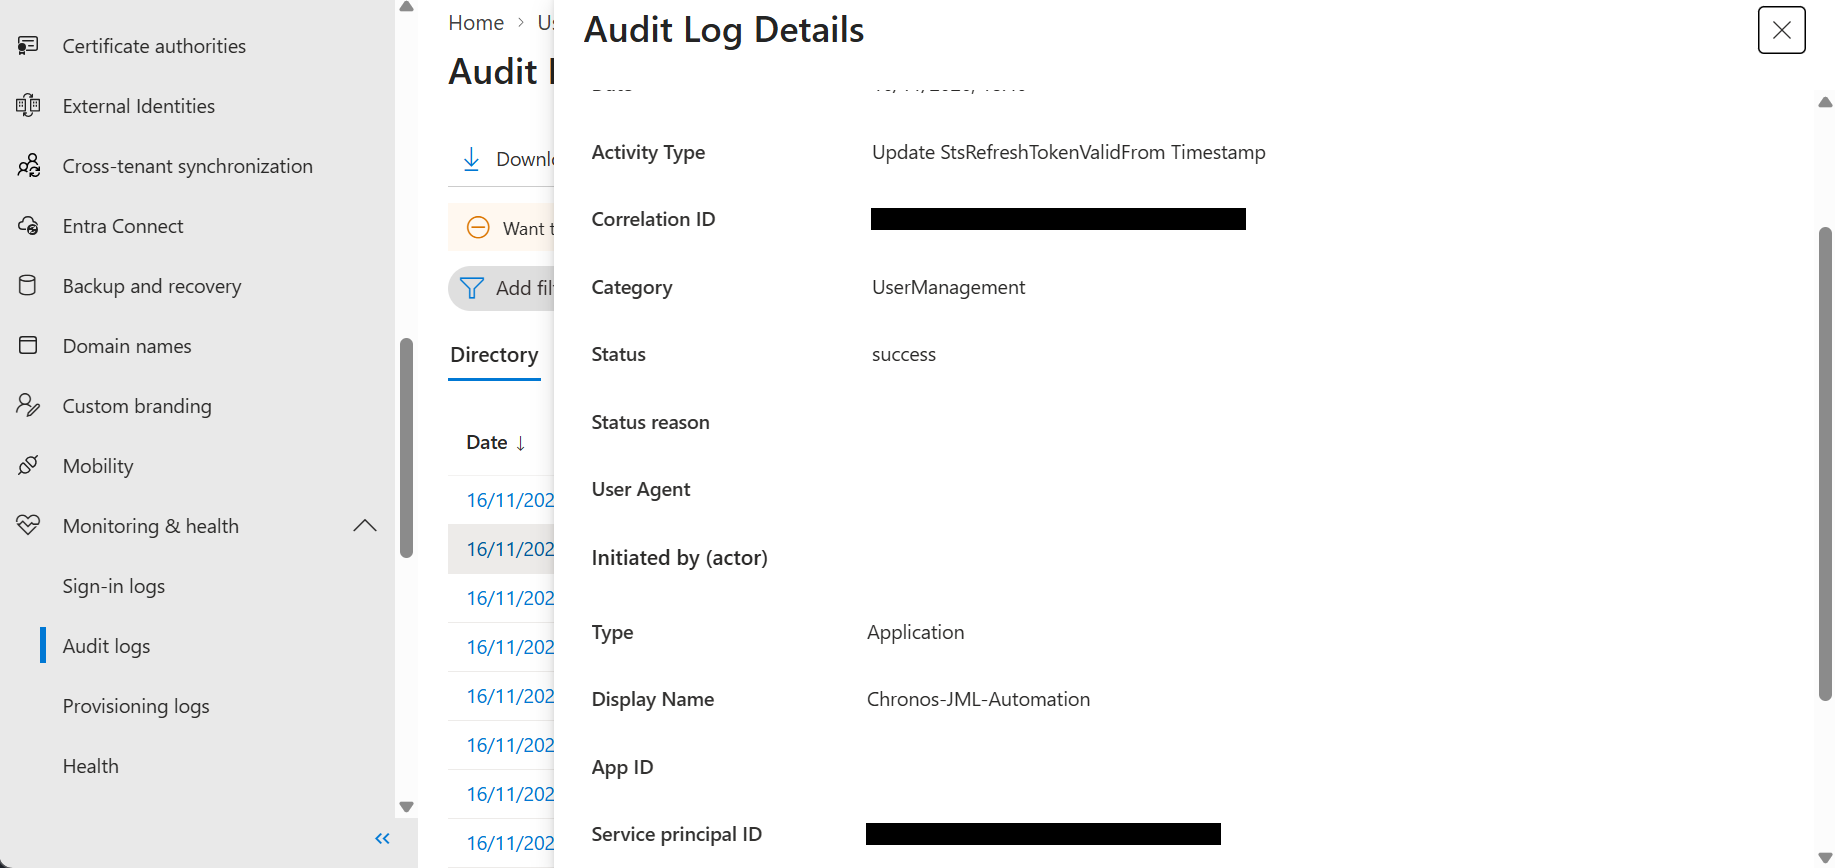 Certificate authorities
External Identities
Cross-tenant synchronization
Entra Connect
Backup and recovery
Domain names
Custom branding
Mobility
Monitoring & health
Sign-in logs
Audit logs
Provisioning logs
Health
Home
Audit
Want
Directory
Date ↓
16/11/202
16/11/202
16/11/202
16/11/202
16/11/202
16/11/202
16/11/202
16/11/202
Audit Log Details
Activity Type Update StsRefreshTokenValidFrom Timestamp
Correlation ID
Category UserManagement
Status success
Status reason
User Agent
Initiated by (actor)
Type Application
Display Name Chronos-JML-Automation
App ID
Service principal ID